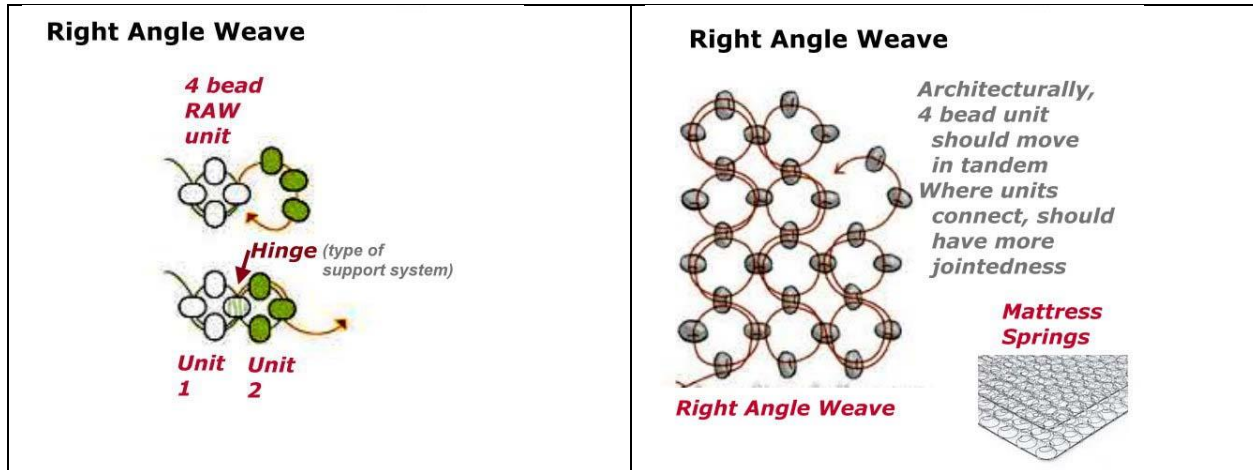 Right Angle Weave
4 bead
RAW
unit
Hinge (type of
support system)
Unit
1
Unit
2
Right Angle Weave
Architecturally,
4 bead unit
should move
in tandem
Where units
connect, should
have more
jointedness
Mattress
Springs
Right Angle Weave